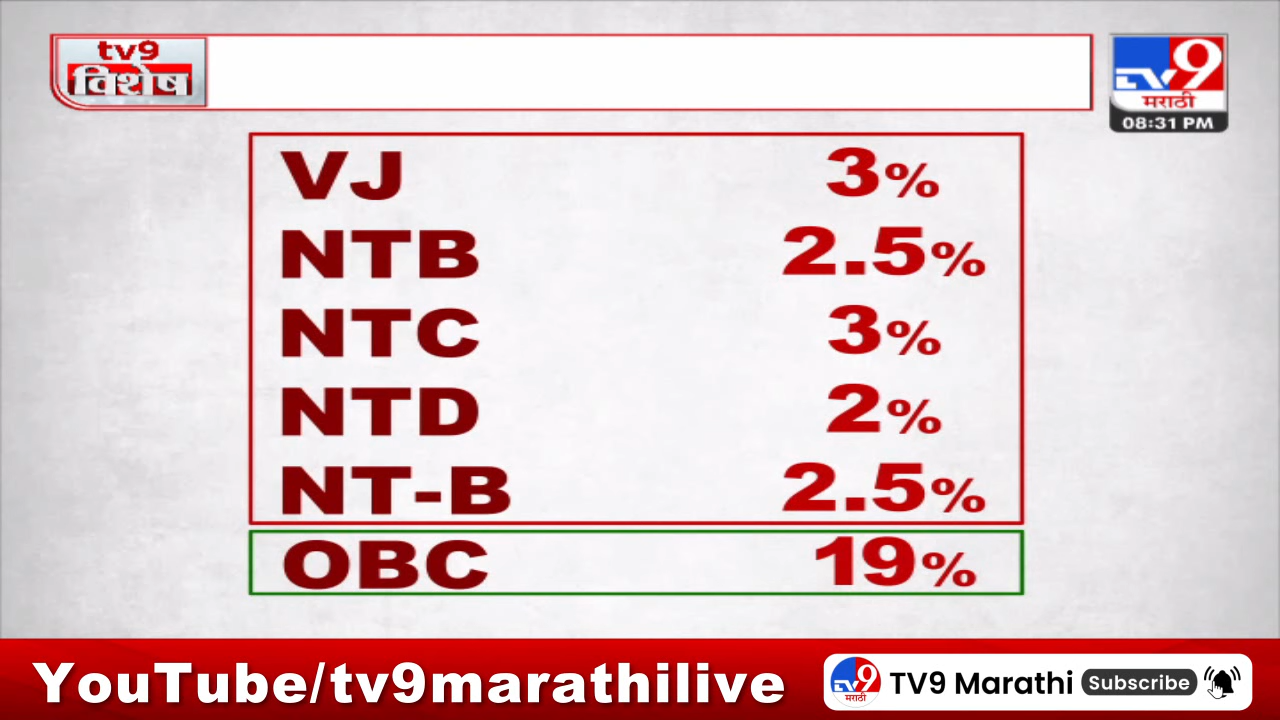 tv9
विशेष
TV9
मराठी
08:31 PM
VJ 3%
NTB 2.5%
NTC 3%
NTD 2%
NT-B 2.5%
OBC 19%
YouTube/tv9marathilive
TV9
मराठी
TV9 Marathi
Subscribe